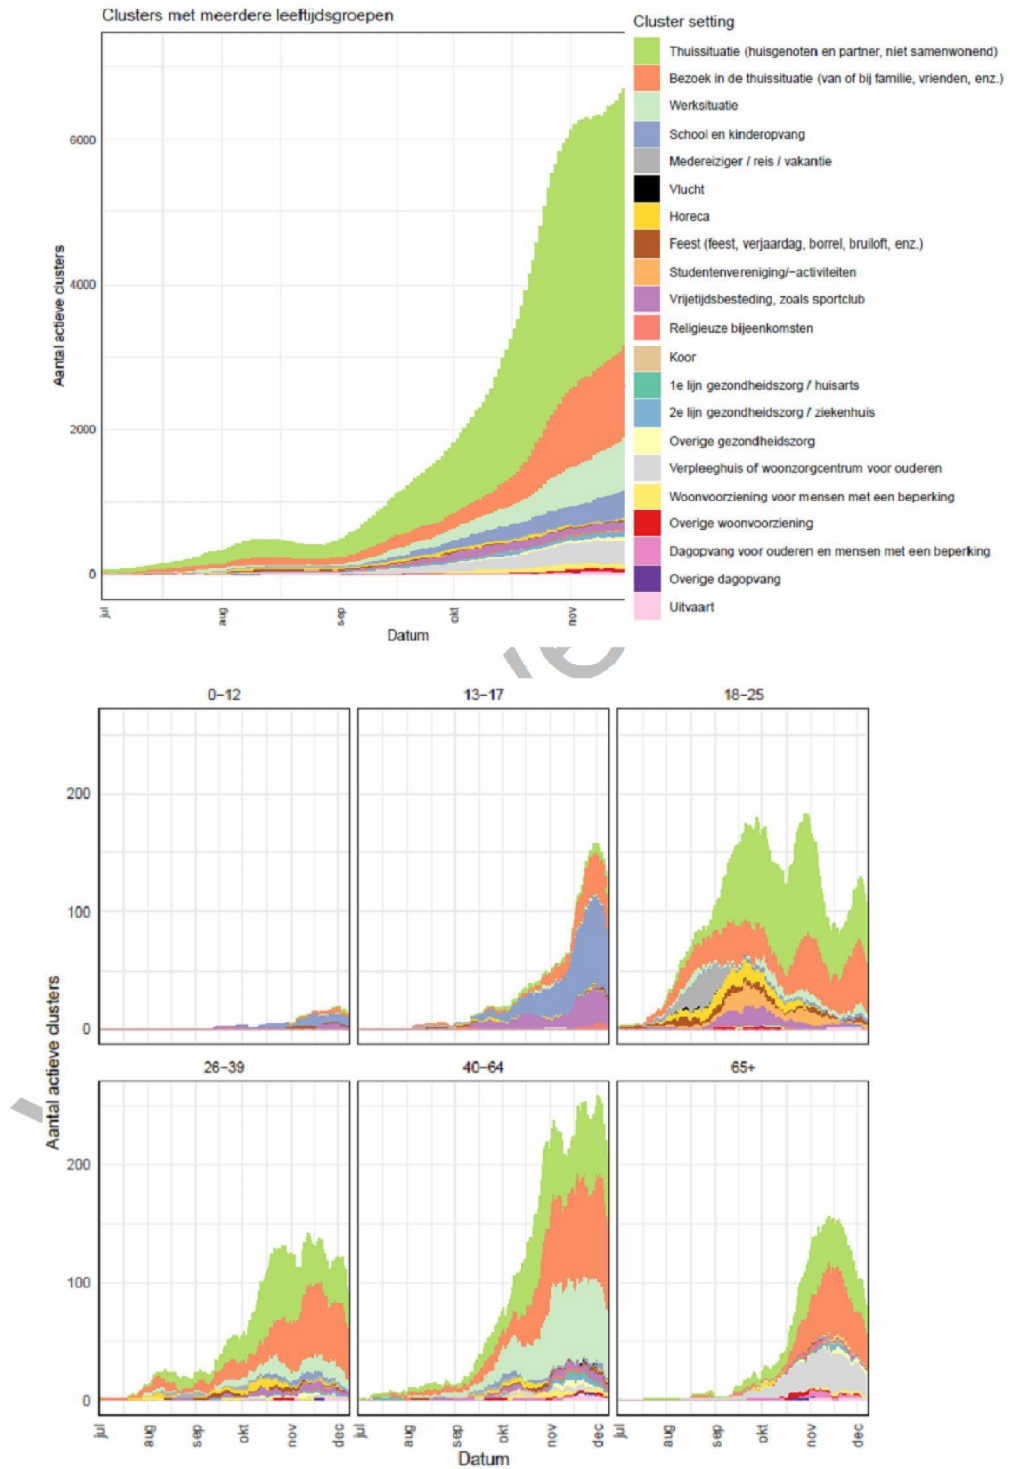 Clusters met meerdere leeftijdsgroepen
Aantal actieve clusters
6000
4000
2000
0
jul
aug
sep
okt
nov
Datum
Cluster setting
Thuissituatie (huisgenoten en partner, niet samenwonend)
Bezoek in de thuissituatie (van of bij familie, vrienden, enz.)
Werksituatie
School en kinderopvang
Medereiziger / reis / vakantie
Vlucht
Horeca
Feest (feest, verjaardag, borrel, bruiloft, enz.)
Studentenvereniging/−activiteiten
Vrijetijdsbesteding, zoals sportclub
Religieuze bijeenkomsten
Koor
1e lijn gezondheidszorg / huisarts
2e lijn gezondheidszorg / ziekenhuis
Overige gezondheidszorg
Verpleeghuis of woonzorgcentrum voor ouderen
Woonvoorziening voor mensen met een beperking
Overige woonvoorziening
Dagopvang voor ouderen en mensen met een beperking
Overige dagopvang
Uitvaart
Aantal actieve clusters
0−12
13−17
18−25
200
100
0
26−39
40−64
65+
200
100
0
jul
aug
sep
okt
nov
dec
jul
aug
sep
okt
nov
dec
jul
aug
sep
okt
nov
dec
Datum